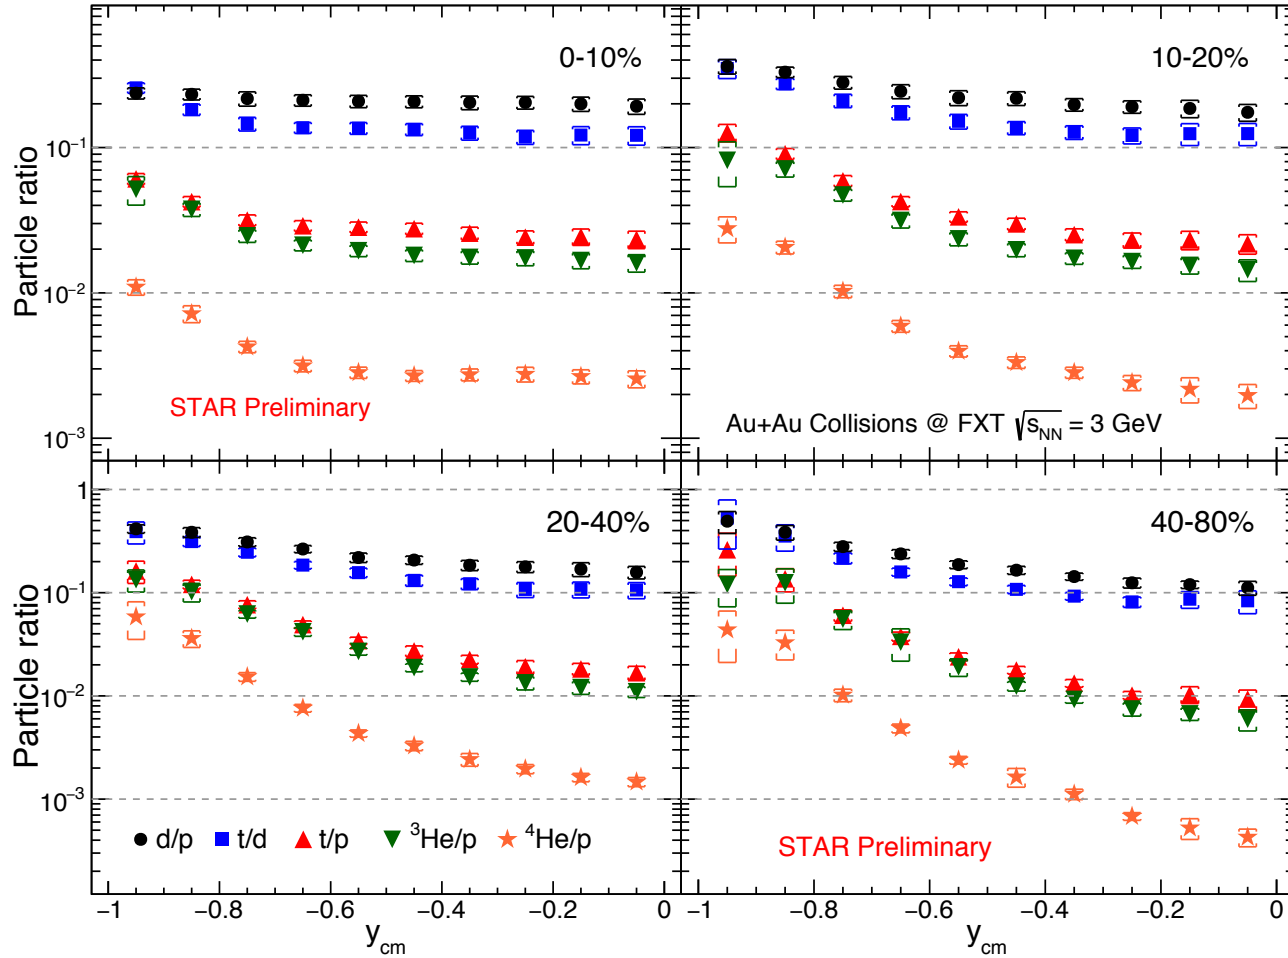 0-10%
10-20%
Particle ratio
10⁻¹
10⁻²
10⁻³
STAR Preliminary
Au+Au Collisions @ FXT √s_NN = 3 GeV
20-40%
40-80%
Particle ratio
1
10⁻¹
10⁻²
10⁻³
d/p t/d t/p ³He/p ⁴He/p
STAR Preliminary
−1 −0.8 −0.6 −0.4 −0.2 0
−1 −0.8 −0.6 −0.4 −0.2 0
y_cm
y_cm